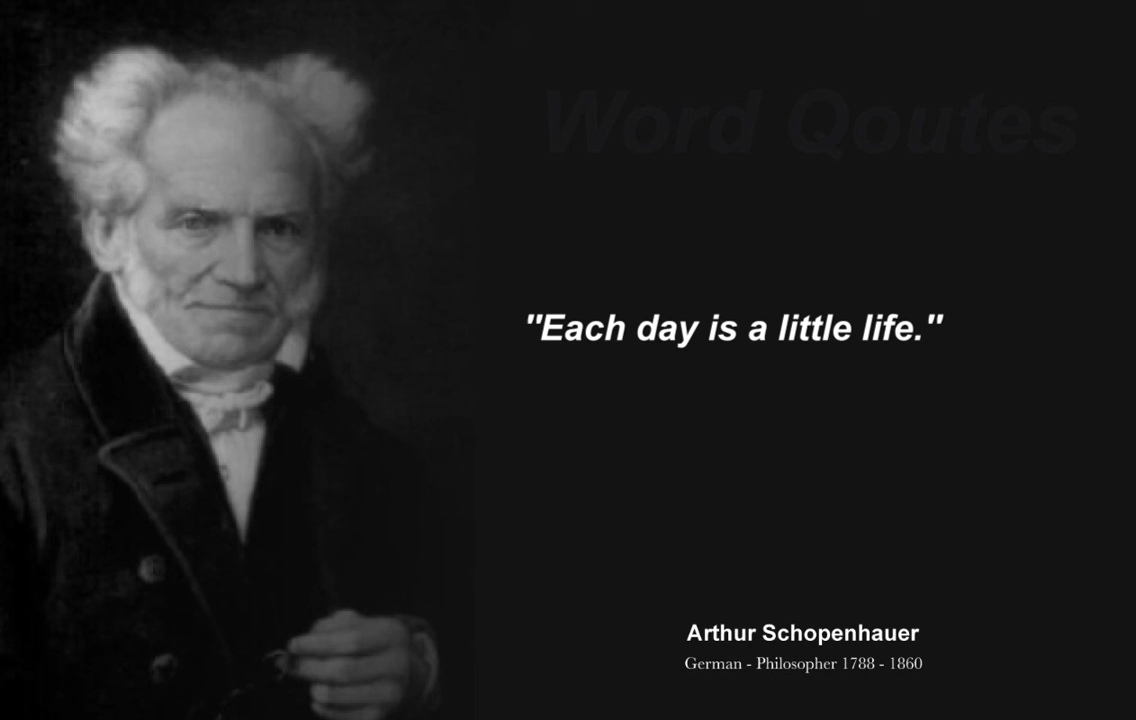 Word Qoutes
"Each day is a little life."
Arthur Schopenhauer
German - Philosopher 1788 - 1860